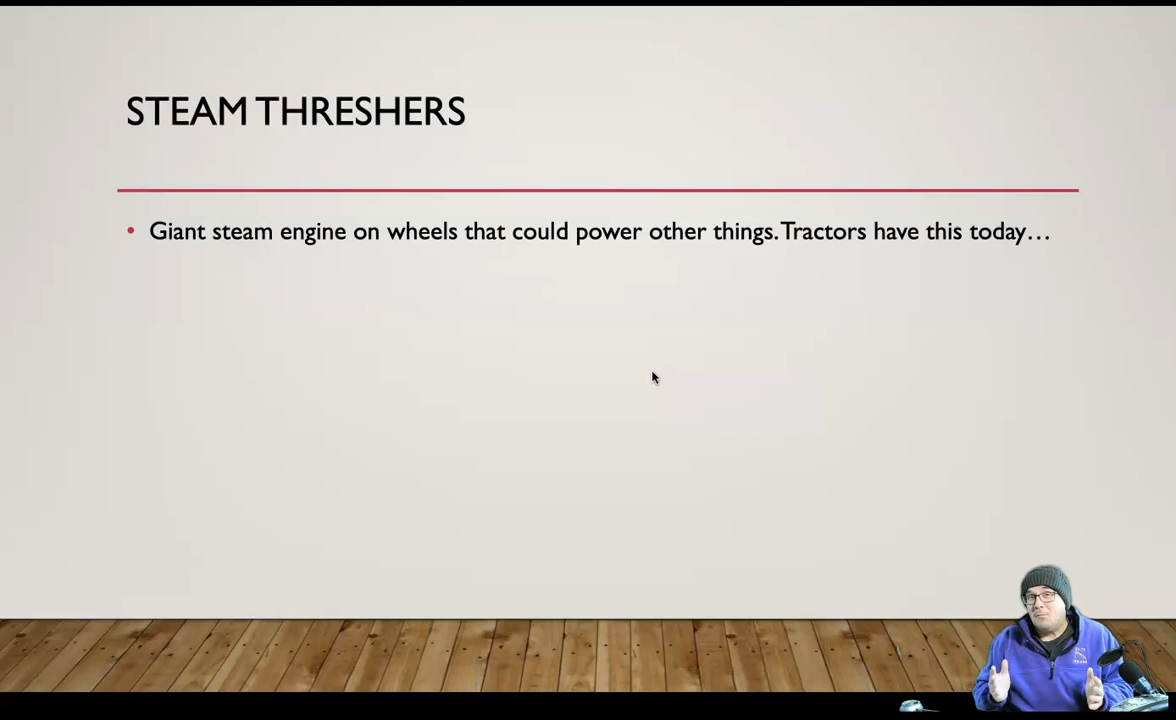 STEAM THRESHERS
• Giant steam engine on wheels that could power other things. Tractors have this today…